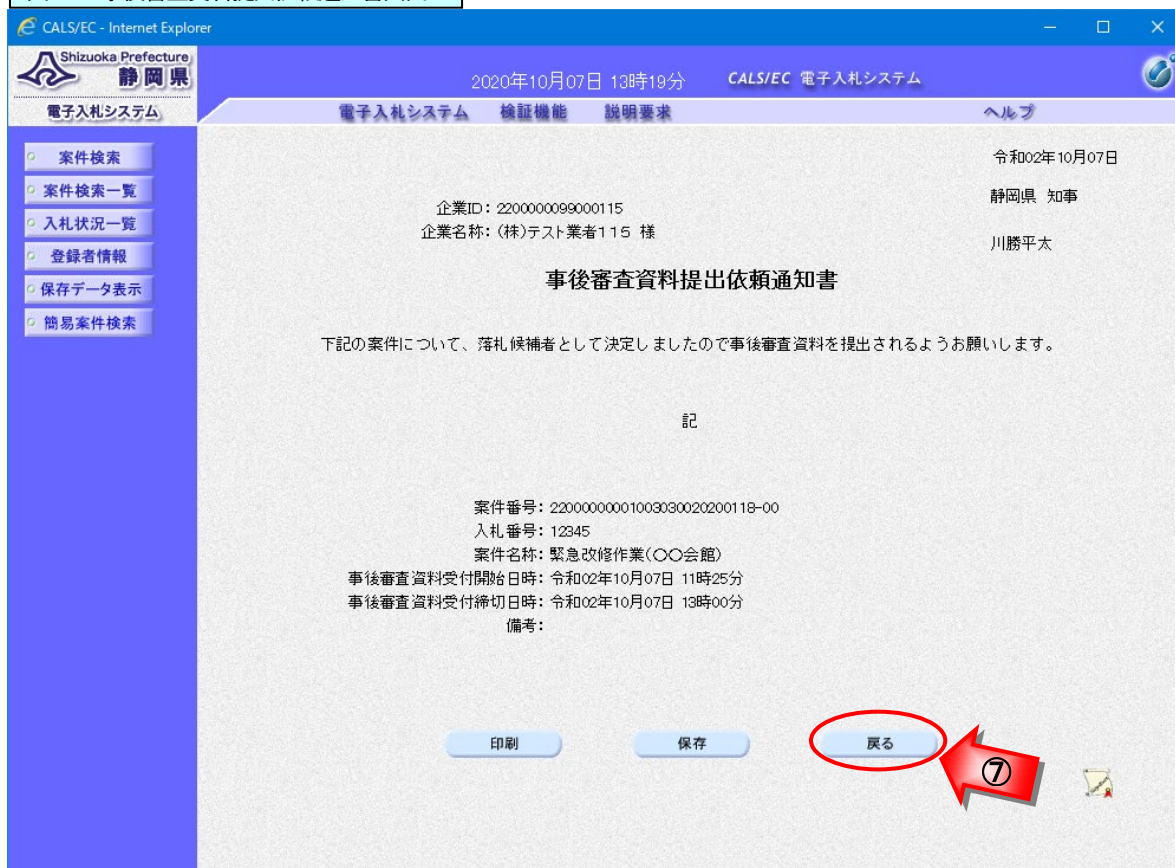 CALS/EC - Internet Explorer
Shizuoka Prefecture
静岡県
電子入札システム
2020年10月07日 13時19分 CALS/EC 電子入札システム
電子入札システム 検証機能 説明要求 ヘルプ
案件検索
案件検索一覧
入札状況一覧
登録者情報
保存データ表示
簡易案件検索
令和02年10月07日
静岡県 知事
川勝平太
企業ID: 2200000099000115
企業名称: (株)テスト業者115 様
事後審査資料提出依頼通知書
下記の案件について、落札候補者として決定しましたので事後審査資料を提出されるようお願いします。
記
案件番号: 22000000001003030020200118-00
入札番号: 12345
案件名称: 緊急改修作業(〇〇会館)
事後審査資料受付開始日時: 令和02年10月07日 11時25分
事後審査資料受付締切日時: 令和02年10月07日 13時00分
備考:
印刷 保存 戻る
⑦